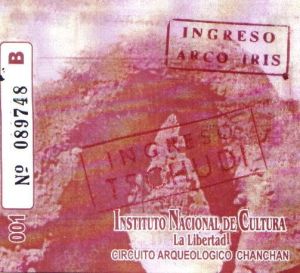 INGRESO
ARCO IRIS
B
Nº 089748
001
INGRESO
TSCHUDI
INSTITUTO NACIONAL DE CULTURA
La Libertad
CIRCUITO ARQUEOLOGICO CHANCHAN